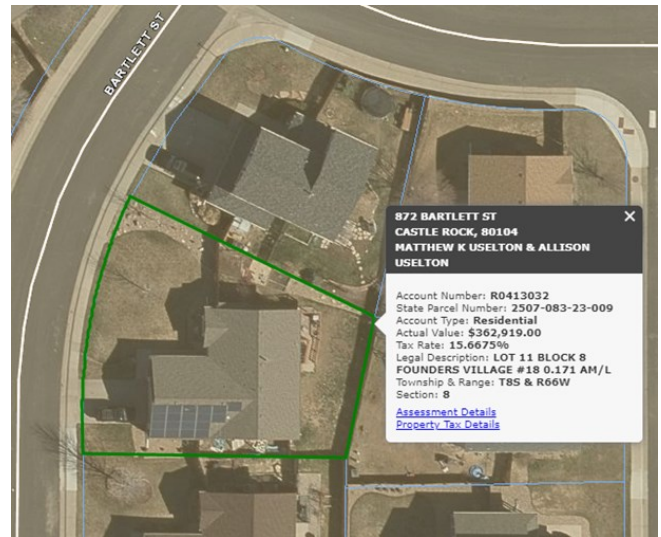 BARTLETT ST
872 BARTLETT ST
CASTLE ROCK, 80104
MATTHEW K USELTON & ALLISON
USELTON
Account Number: R0413032
State Parcel Number: 2507-083-23-009
Account Type: Residential
Actual Value: $362,919.00
Tax Rate: 15.6675%
Legal Description: LOT 11 BLOCK 8
FOUNDERS VILLAGE #18 0.171 AM/L
Township & Range: T8S & R66W
Section: 8
Assessment Details
Property Tax Details